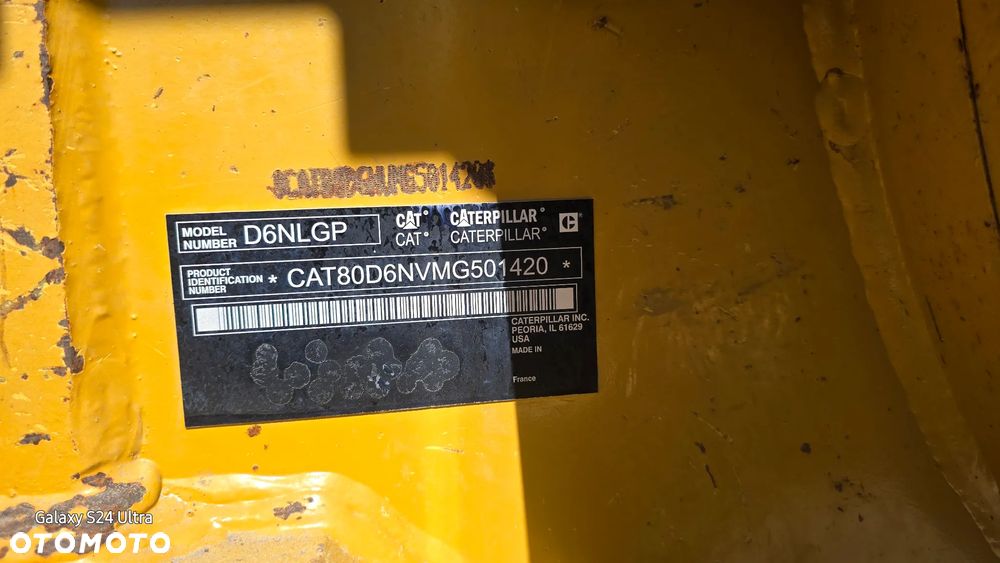 MODEL NUMBER D6NLGP
CAT® CATERPILLAR®
CAT® CATERPILLAR®
PRODUCT IDENTIFICATION NUMBER * CAT80D6NVMG501420 *
CATERPILLAR INC.
PEORIA, IL 61629
USA
MADE IN
France
Galaxy S24 Ultra
OTOMOTO